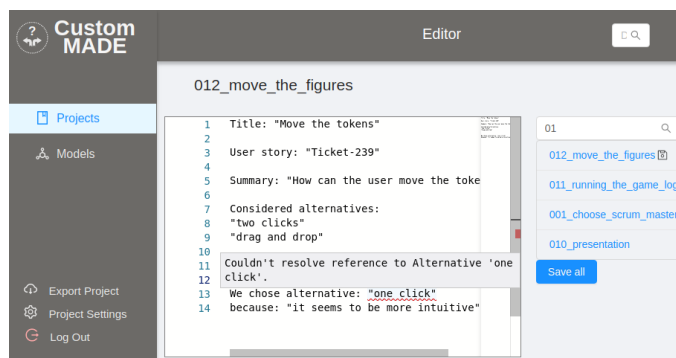 Custom
MADE
Editor
012_move_the_figures
Projects
Models
Export Project
Project Settings
Log Out
1 Title: "Move the tokens"
2
3 User story: "Ticket-239"
4
5 Summary: "How can the user move the toke
6
7 Considered alternatives:
8 "two clicks"
9 "drag and drop"
10
11
12
Couldn't resolve reference to Alternative 'one
click'.
13 We chose alternative: "one click"
14 because: "it seems to be more intuitive"
01
012_move_the_figures
011_running_the_game_log
001_choose_scrum_master
010_presentation
Save all